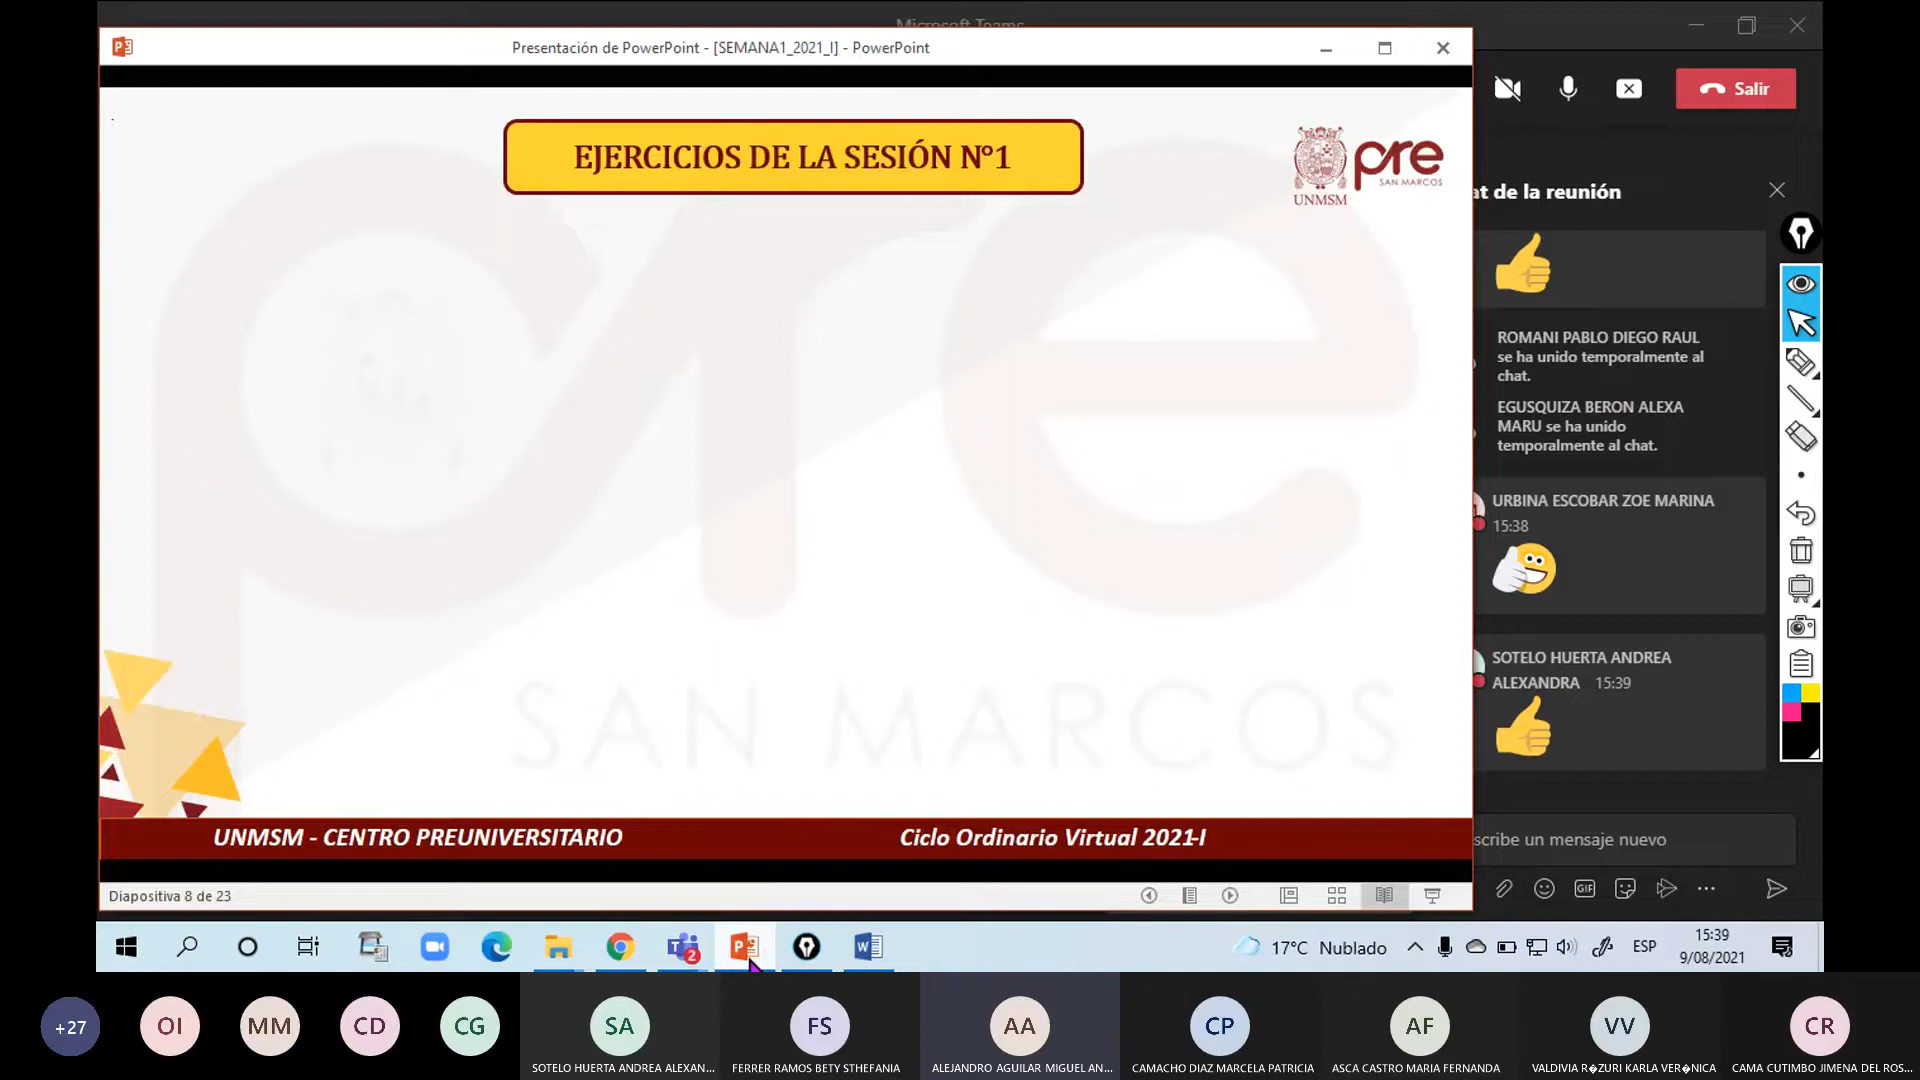 Microsoft Teams
Presentación de PowerPoint - [SEMANA1_2021_I] - PowerPoint
Salir
EJERCICIOS DE LA SESIÓN N°1
UNMSM
pre
SAN MARCOS
at de la reunión
ROMANI PABLO DIEGO RAUL
se ha unido temporalmente al
chat.
EGUSQUIZA BERON ALEXA
MARU se ha unido
temporalmente al chat.
URBINA ESCOBAR ZOE MARINA
15:38
SOTELO HUERTA ANDREA
ALEXANDRA 15:39
pre
SAN MARCOS
UNMSM - CENTRO PREUNIVERSITARIO
Ciclo Ordinario Virtual 2021-I
scribe un mensaje nuevo
GIF
Diapositiva 8 de 23
2
17°C Nublado
ESP
15:39
9/08/2021
+27
OI
MM
CD
CG
SA
FS
AA
CP
AF
VV
CR
SOTELO HUERTA ANDREA ALEXAN...
FERRER RAMOS BETY STHEFANIA
ALEJANDRO AGUILAR MIGUEL AN...
CAMACHO DIAZ MARCELA PATRICIA
ASCA CASTRO MARIA FERNANDA
VALDIVIA R�ZURI KARLA VER�NICA
CAMA CUTIMBO JIMENA DEL ROS...